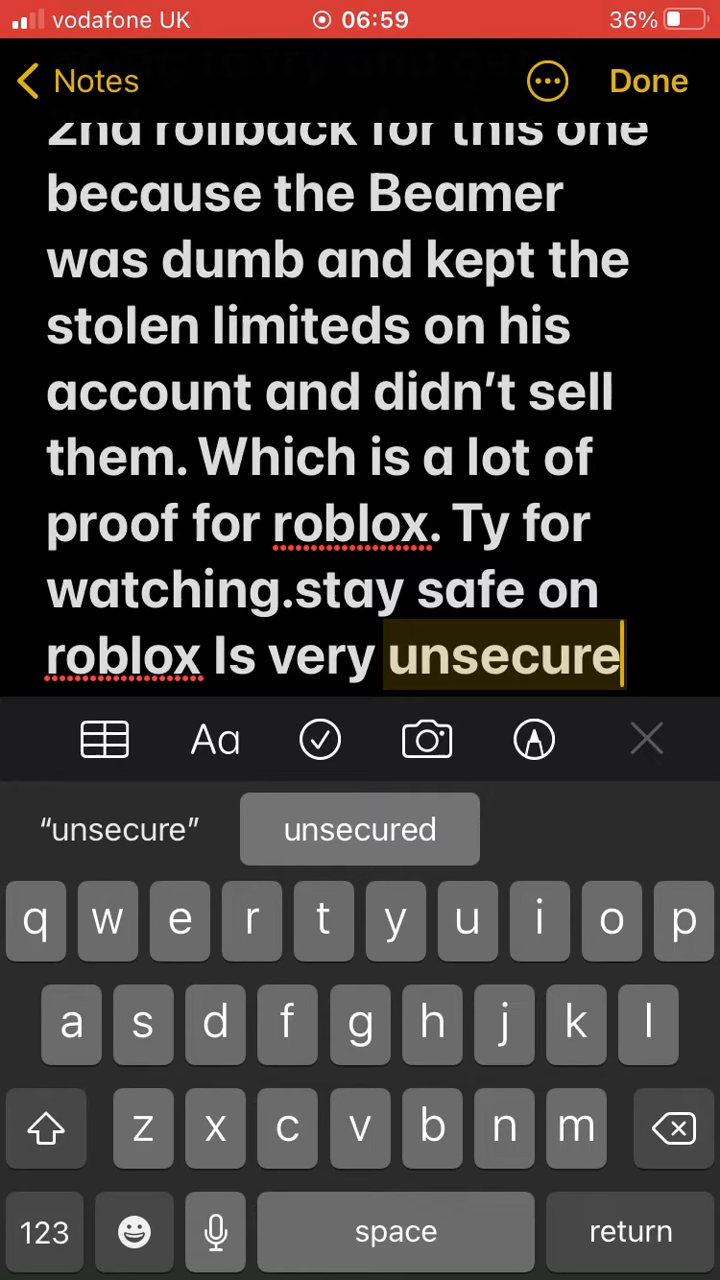 vodafone UK 06:59 36%
Notes Done
2nd rollback for this one
because the Beamer
was dumb and kept the
stolen limiteds on his
account and didn't sell
them. Which is a lot of
proof for roblox. Ty for
watching.stay safe on
roblox Is very unsecure
Aa
“unsecure” unsecured
q w e r t y u i o p
a s d f g h j k l
z x c v b n m
123 space return